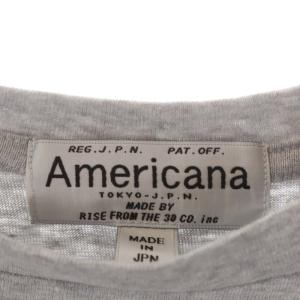 REG.J.P.N. PAT.OFF.
Americana
TOKYO-J.P.N.
MADE BY
RISE FROM THE 30 CO. inc
MADE
IN
JPN